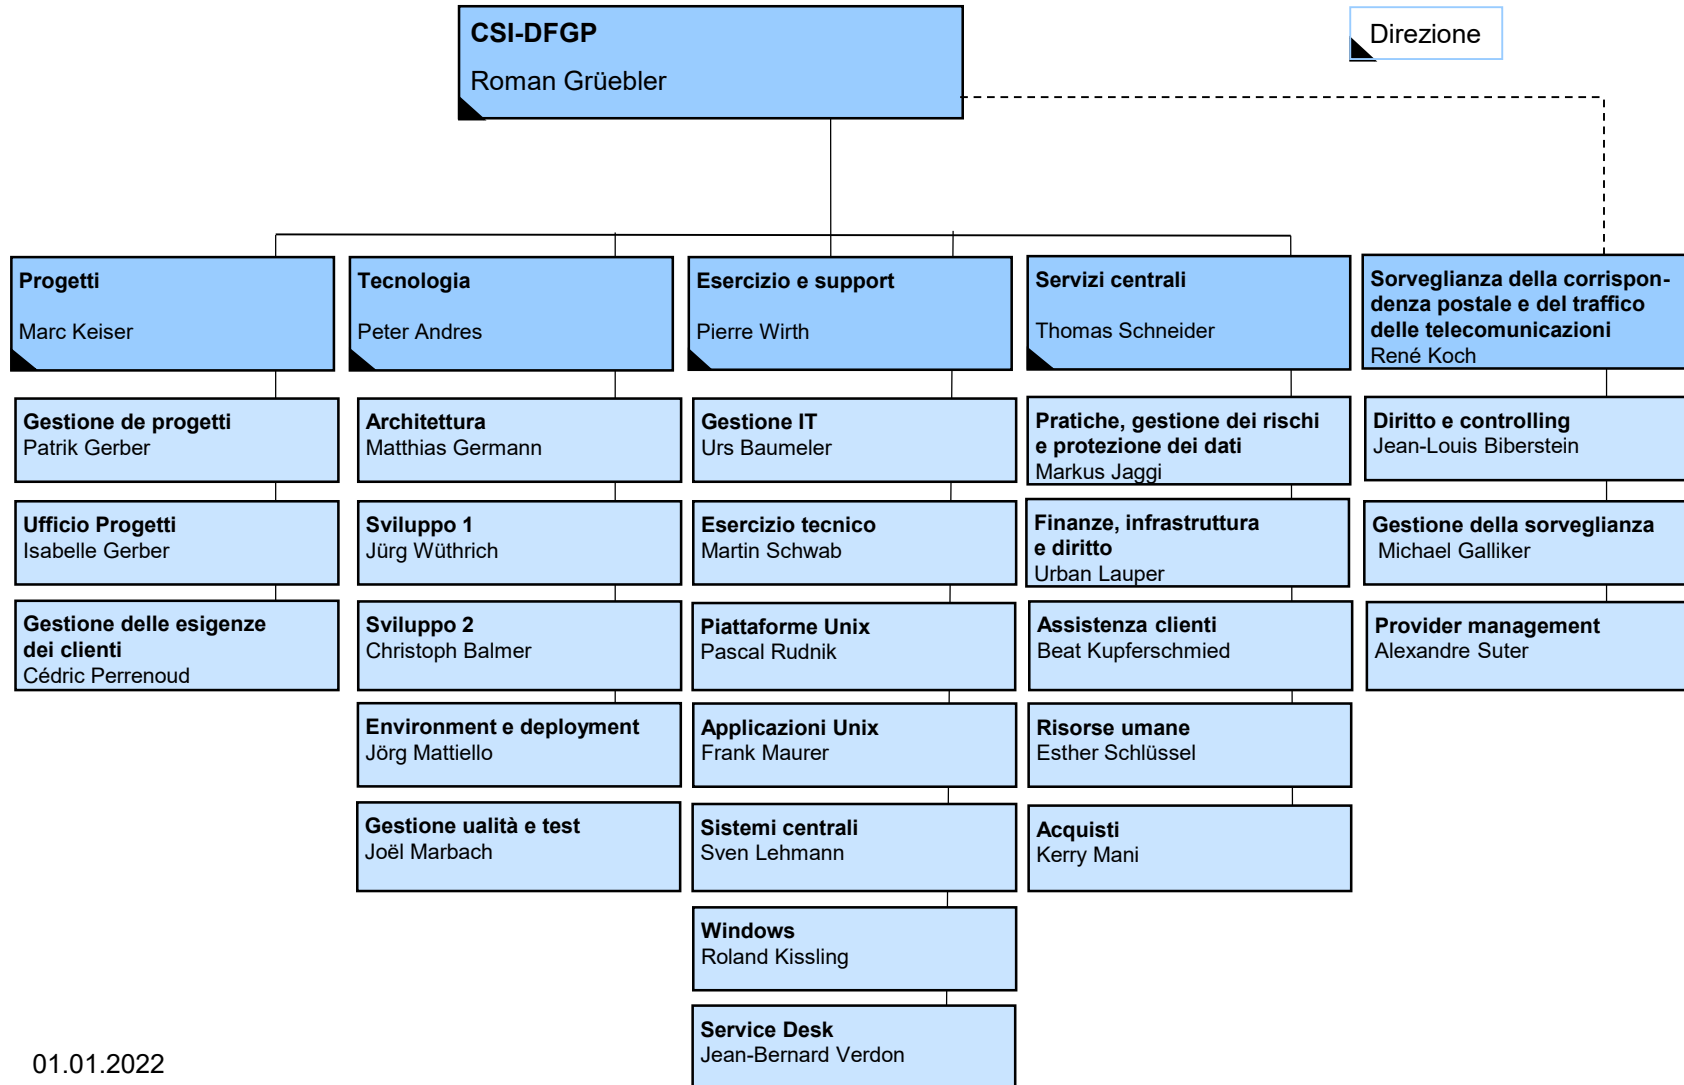 CSI-DFGP
Roman Grüebler
Direzione
Progetti
Marc Keiser
Gestione de progetti
Patrik Gerber
Ufficio Progetti
Isabelle Gerber
Gestione delle esigenze
dei clienti
Cédric Perrenoud
Tecnologia
Peter Andres
Architettura
Matthias Germann
Sviluppo 1
Jürg Wüthrich
Sviluppo 2
Christoph Balmer
Environment e deployment
Jörg Mattiello
Gestione ualità e test
Joël Marbach
Esercizio e support
Pierre Wirth
Gestione IT
Urs Baumeler
Esercizio tecnico
Martin Schwab
Piattaforme Unix
Pascal Rudnik
Applicazioni Unix
Frank Maurer
Sistemi centrali
Sven Lehmann
Windows
Roland Kissling
Service Desk
Jean-Bernard Verdon
Servizi centrali
Thomas Schneider
Pratiche, gestione dei rischi
e protezione dei dati
Markus Jaggi
Finanze, infrastruttura
e diritto
Urban Lauper
Assistenza clienti
Beat Kupferschmied
Risorse umane
Esther Schlüssel
Acquisti
Kerry Mani
Sorveglianza della corrispon-
denza postale e del traffico
delle telecomunicazioni
René Koch
Diritto e controlling
Jean-Louis Biberstein
Gestione della sorveglianza
Michael Galliker
Provider management
Alexandre Suter
01.01.2022